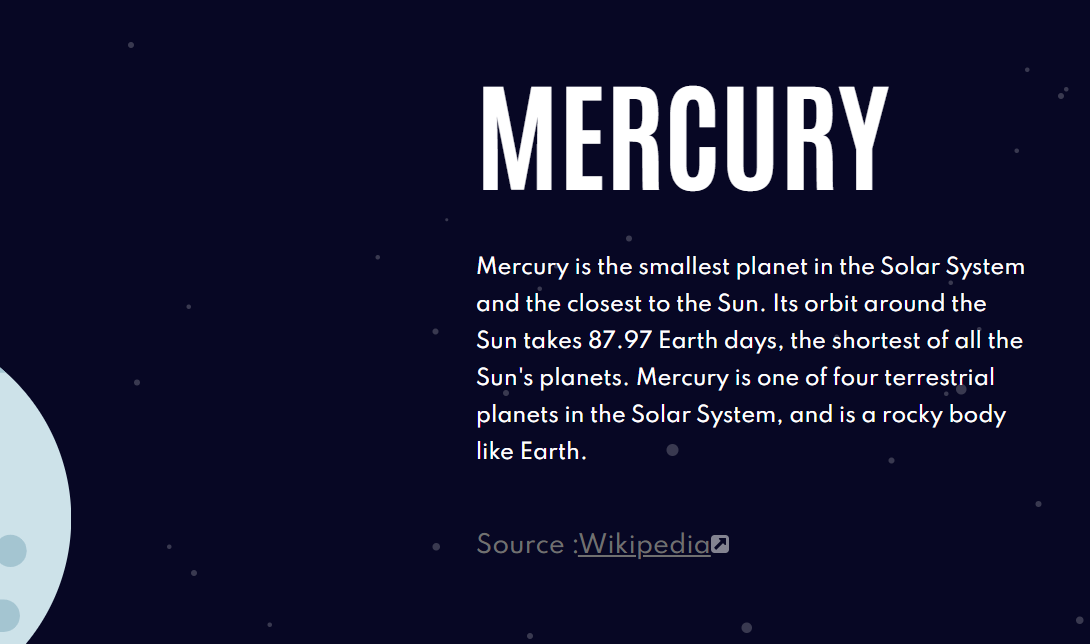 MERCURY
Mercury is the smallest planet in the Solar System
and the closest to the Sun. Its orbit around the
Sun takes 87.97 Earth days, the shortest of all the
Sun's planets. Mercury is one of four terrestrial
planets in the Solar System, and is a rocky body
like Earth.
Source :Wikipedia